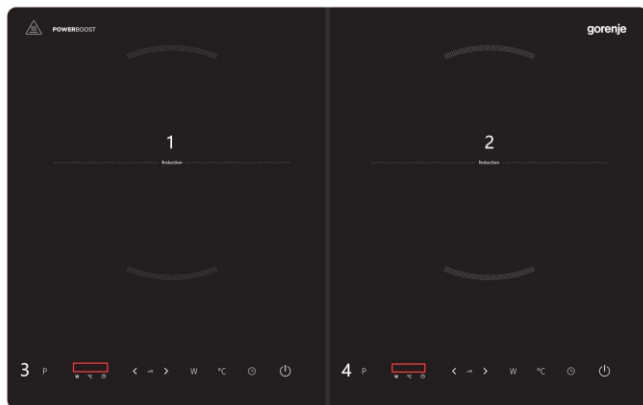 POWERBOOST
gorenje
1
2
Induction
Induction
3 P W °C < > W °C
4 P W °C < > W °C